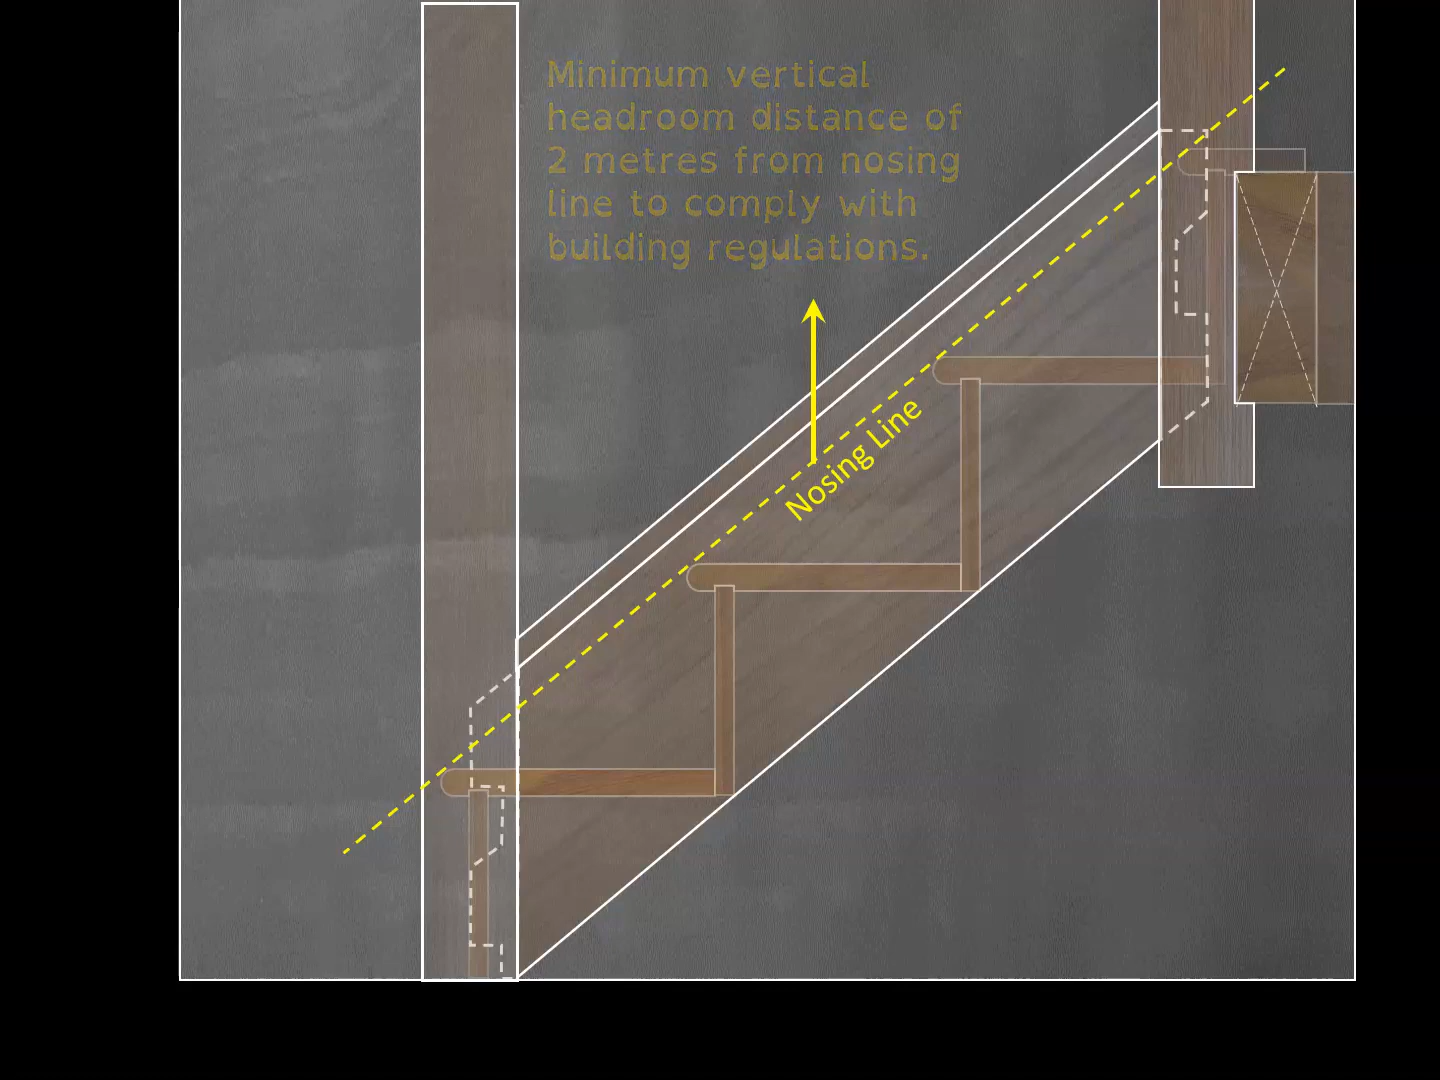 Minimum vertical
headroom distance of
2 metres from nosing
line to comply with
building regulations.
Nosing Line